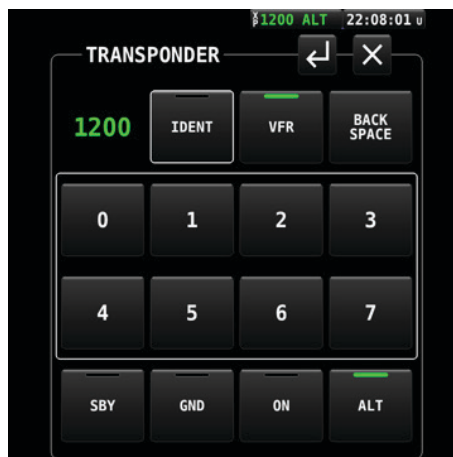 XP 1200 ALT 22:08:01 U
TRANSPONDER
1200 IDENT VFR BACK
SPACE
0 1 2 3
4 5 6 7
SBY GND ON ALT